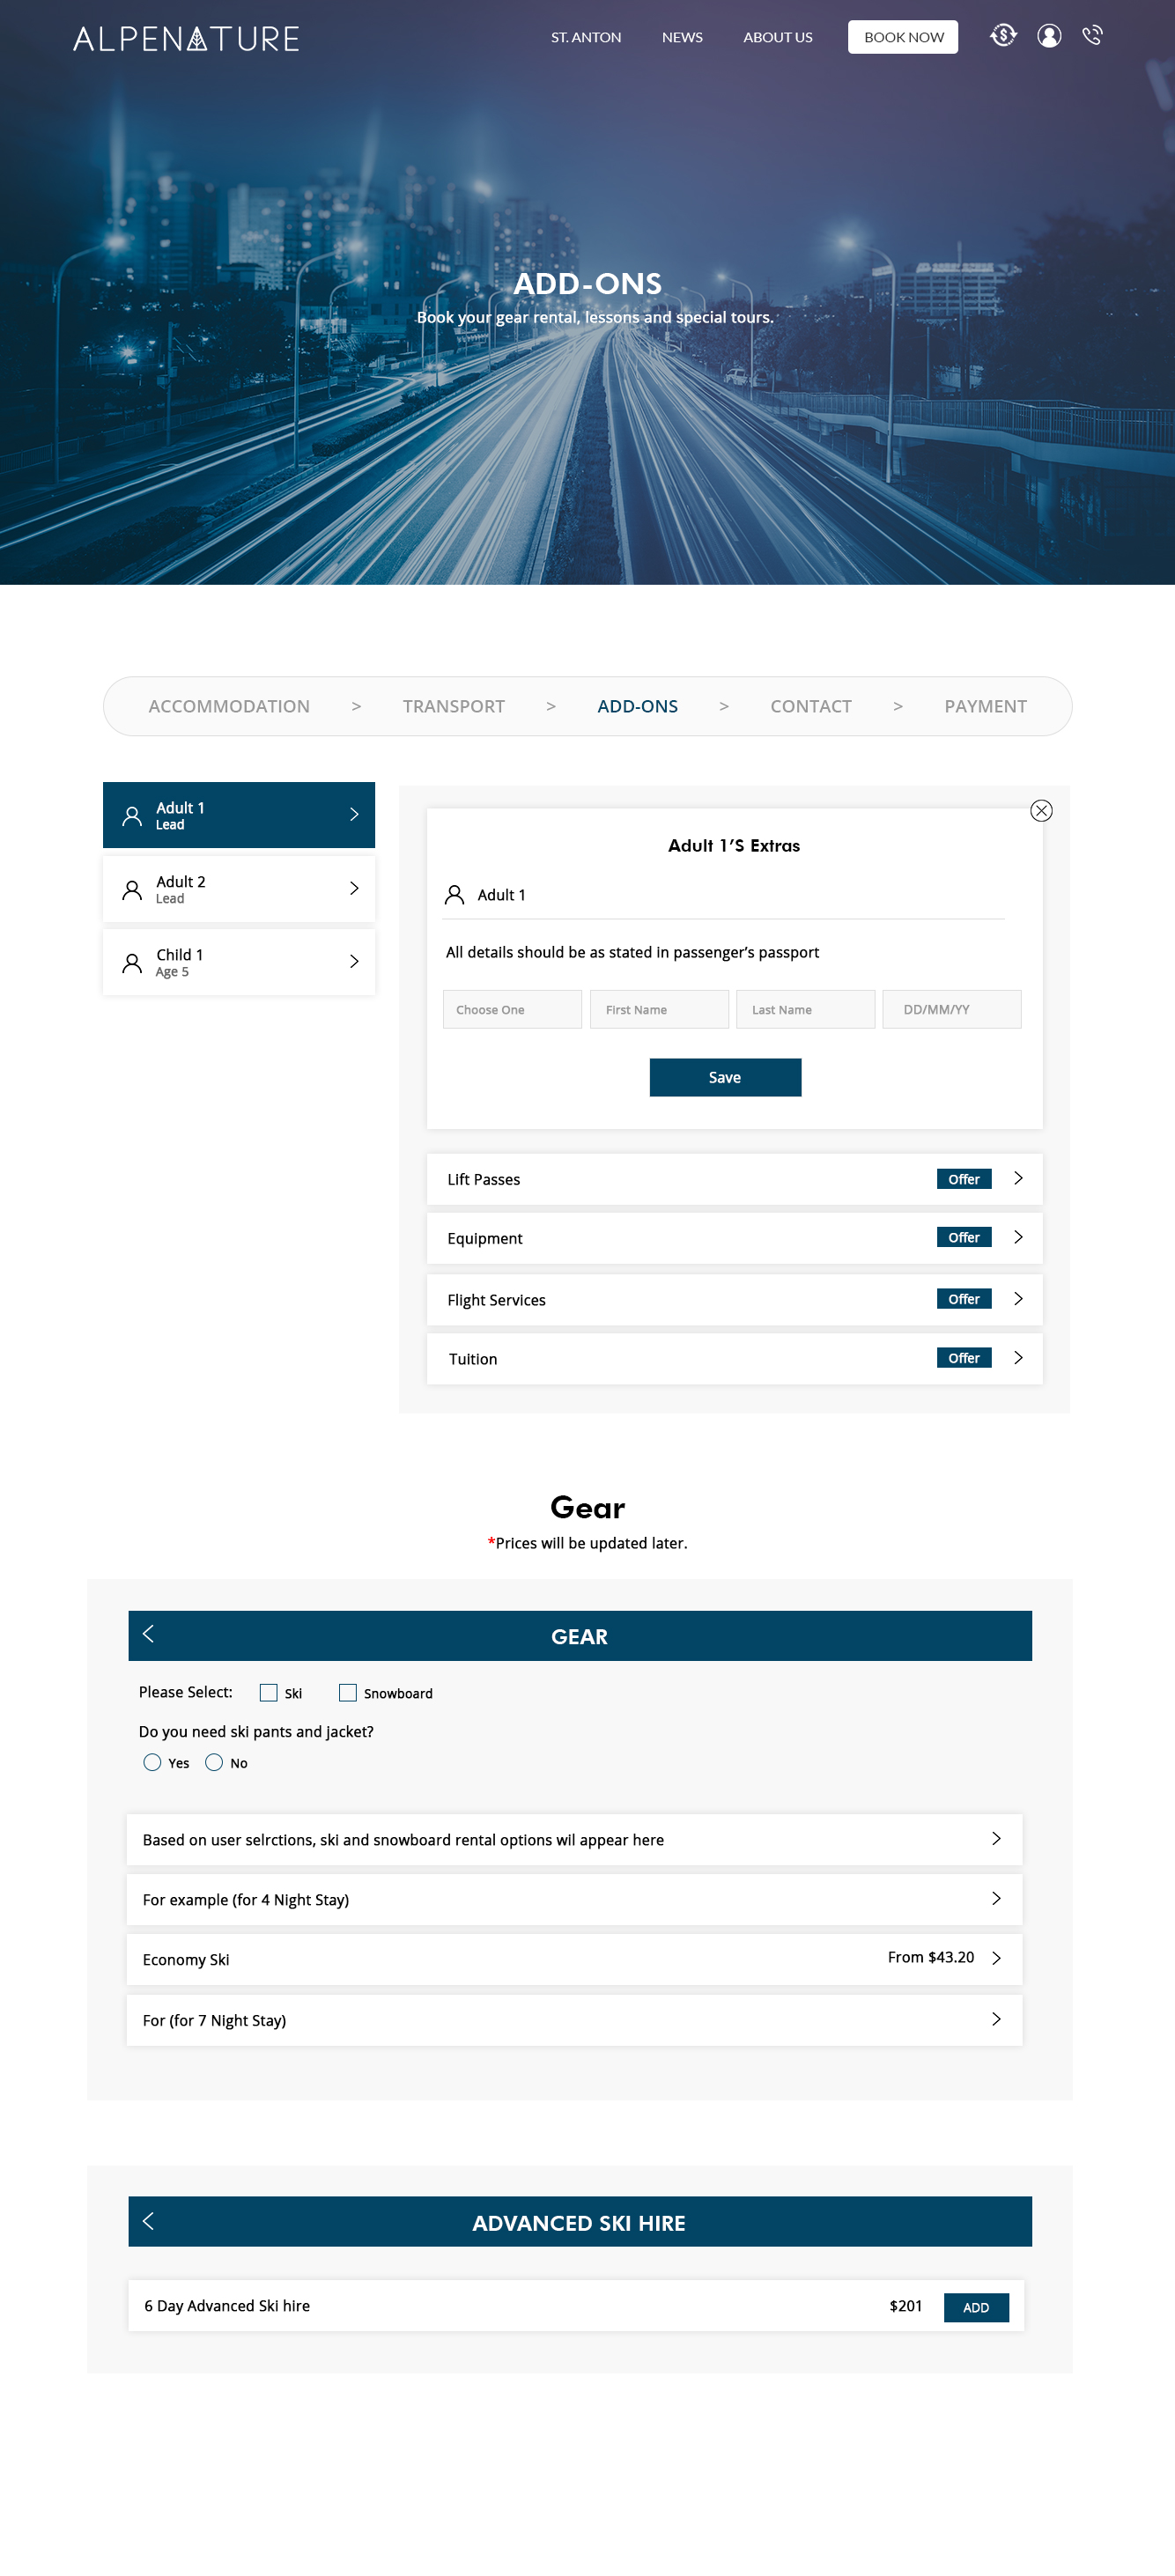 ALPENATURE
ST. ANTON NEWS ABOUT US BOOK NOW
ADD-ONS
Book your gear rental, lessons and special tours.
ACCOMMODATION > TRANSPORT > ADD-ONS > CONTACT > PAYMENT
Adult 1
Lead
Adult 2
Lead
Child 1
Age 5
Adult 1’S Extras
Adult 1
All details should be as stated in passenger’s passport
Choose One First Name Last Name DD/MM/YY
Save
Lift Passes Offer
Equipment Offer
Flight Services Offer
Tuition Offer
Gear
*Prices will be updated later.
GEAR
Please Select: Ski Snowboard
Do you need ski pants and jacket?
Yes No
Based on user selrctions, ski and snowboard rental options wil appear here
For example (for 4 Night Stay)
Economy Ski From $43.20
For (for 7 Night Stay)
ADVANCED SKI HIRE
6 Day Advanced Ski hire $201 ADD